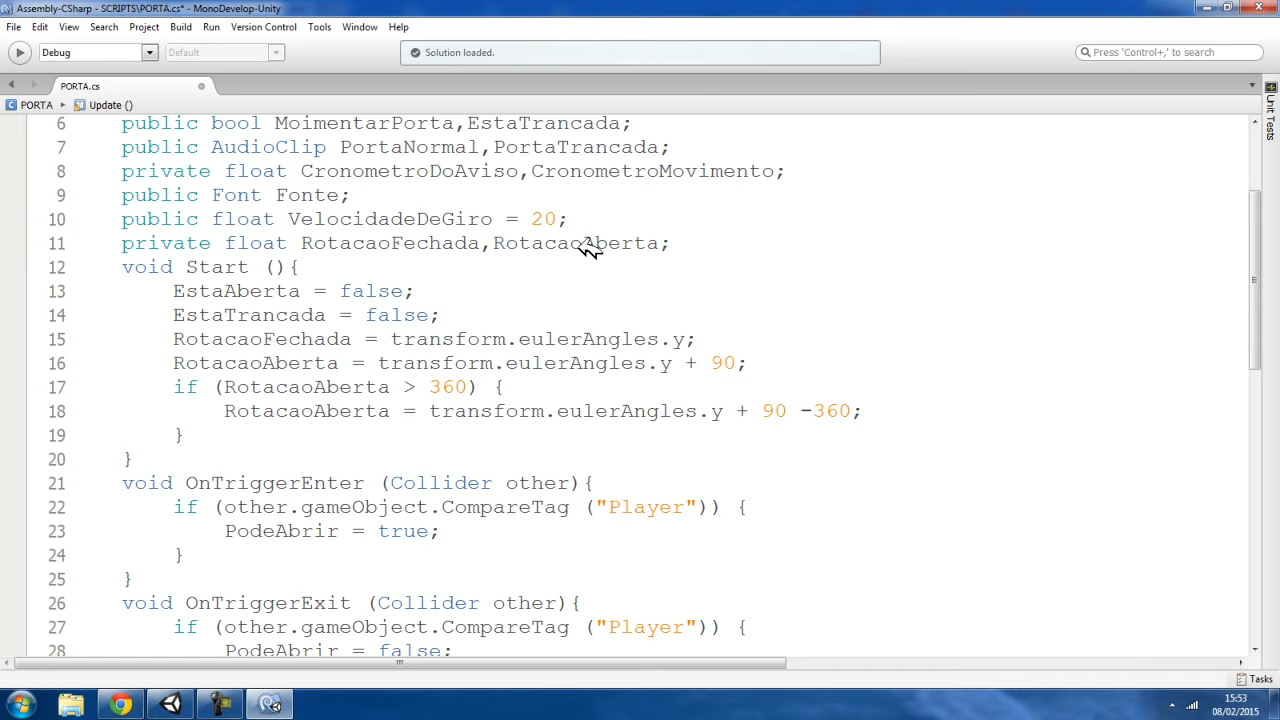 Assembly-CSharp - SCRIPTS\PORTA.cs* - MonoDevelop-Unity
File Edit View Search Project Build Run Version Control Tools Window Help
Debug Default Solution loaded. Press 'Control+,' to search
PORTA.cs
PORTA Update ()
Unit Tests
6 public bool MoimentarPorta,EstaTrancada;
7 public AudioClip PortaNormal,PortaTrancada;
8 private float CronometroDoAviso,CronometroMovimento;
9 public Font Fonte;
10 public float VelocidadeDeGiro = 20;
11 private float RotacaoFechada,RotacaoAberta;
12 void Start (){
13 EstaAberta = false;
14 EstaTrancada = false;
15 RotacaoFechada = transform.eulerAngles.y;
16 RotacaoAberta = transform.eulerAngles.y + 90;
17 if (RotacaoAberta > 360) {
18 RotacaoAberta = transform.eulerAngles.y + 90 -360;
19 }
20 }
21 void OnTriggerEnter (Collider other){
22 if (other.gameObject.CompareTag ("Player")) {
23 PodeAbrir = true;
24 }
25 }
26 void OnTriggerExit (Collider other){
27 if (other.gameObject.CompareTag ("Player")) {
28 PodeAbrir = false;
Tasks
15:53
08/02/2015